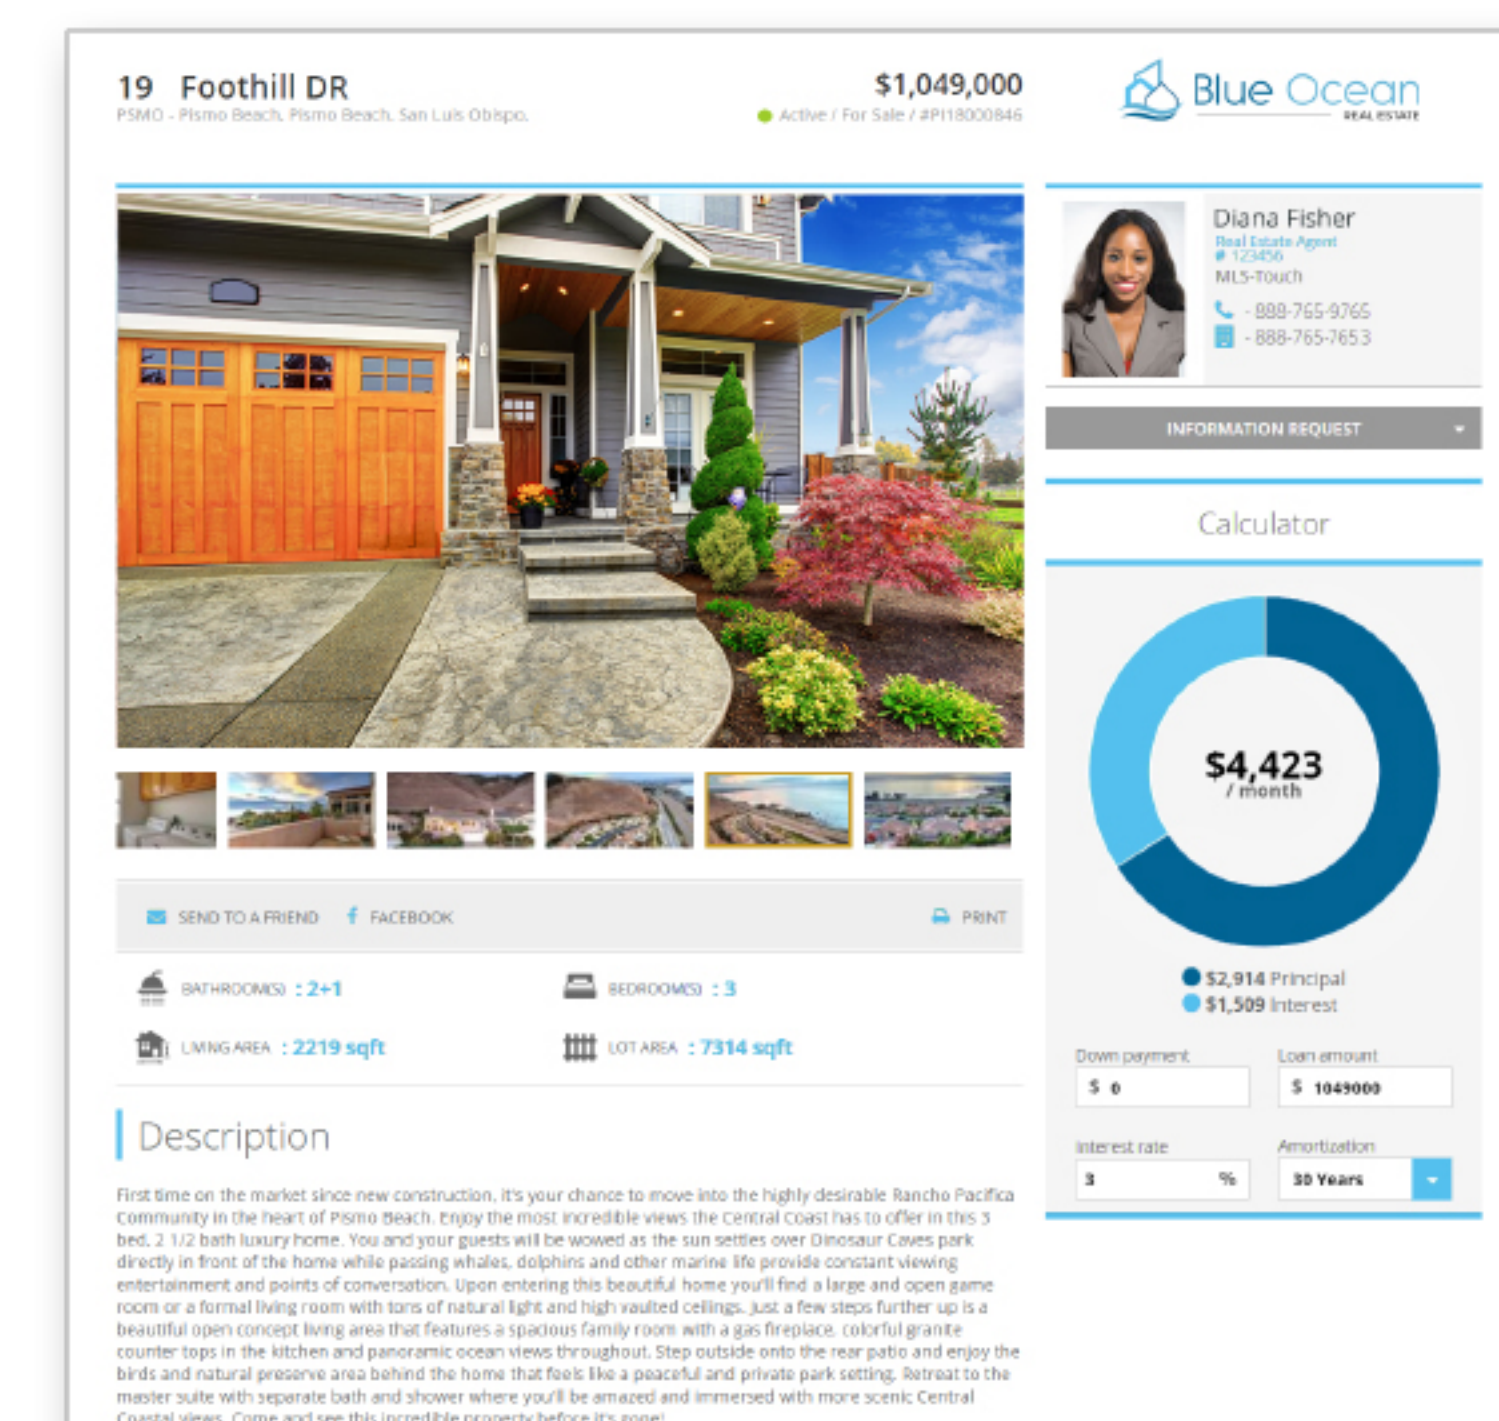 19 Foothill DR
$1,049,000
PSMO - Pismo Beach, Pismo Beach, San Luis Obispo,
Active / For Sale / #PI18000846
Blue Ocean
REAL ESTATE
Diana Fisher
Real Estate Agent
# 123456
MLS-Touch
- 888-765-9765
- 888-765-7653
INFORMATION REQUEST
Calculator
$4,423
/ month
$2,914 Principal
$1,509 Interest
Down payment
Loan amount
$ 0
$ 1049000
Interest rate
Amortization
3 %
30 Years
SEND TO A FRIEND
FACEBOOK
PRINT
BATHROOM(S) : 2+1
BEDROOM(S) : 3
LIVING AREA : 2219 sqft
LOT AREA : 7314 sqft
Description
First time on the market since new construction, it's your chance to move into the highly desirable Rancho Pacifica
Community in the heart of Pismo Beach. Enjoy the most incredible views the Central Coast has to offer in this 3
bed, 2 1/2 bath luxury home. You and your guests will be wowed as the sun settles over Dinosaur Caves park
directly in front of the home while passing whales, dolphins and other marine life provide constant viewing
entertainment and points of conversation. Upon entering this beautiful home you'll find a large and open game
room or a formal living room with tons of natural light and high vaulted ceilings. Just a few steps further up is a
beautiful open concept living area that features a spacious family room with a gas fireplace, colorful granite
counter tops in the kitchen and panoramic ocean views throughout. Step outside onto the rear patio and enjoy the
birds and natural preserve area behind the home that feels like a peaceful and private park setting. Retreat to the
master suite with separate bath and shower where you'll be amazed and immersed with more scenic Central
Coastal views. Come and see this incredible property before it's gone!